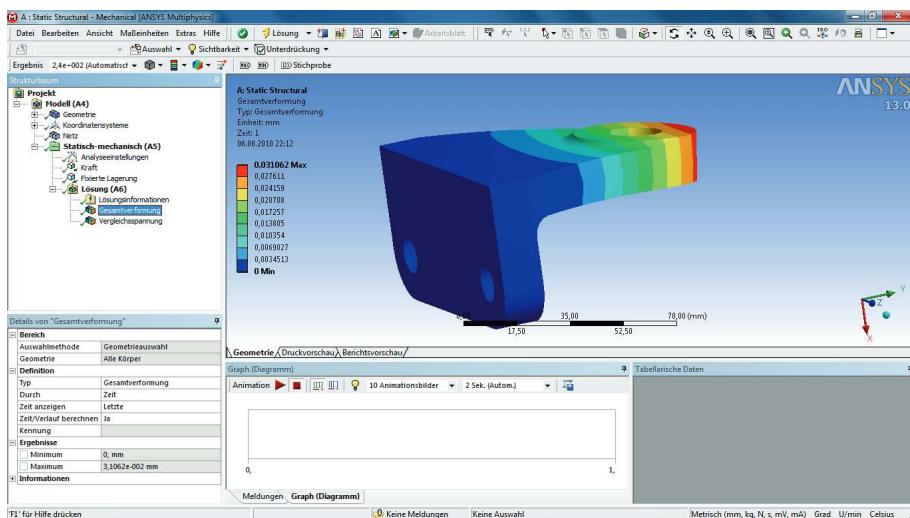 A : Static Structural - Mechanical [ANSYS Multiphysics]
Datei Bearbeiten Ansicht Maßeinheiten Extras Hilfe Lösung Arbeitsblatt
Auswahl Sichtbarkeit Unterdrückung
Ergebnis 2,4e+002 (Automatisch) Stichprobe
Strukturbaum
Projekt
Modell (A4)
Geometrie
Koordinatensysteme
Netz
Statisch-mechanisch (A5)
Analyseeinstellungen
Kraft
Fixierte Lagerung
Lösung (A6)
Lösungsinformationen
Gesamtverformung
Vergleichsspannung
A: Static Structural
Gesamtverformung
Typ: Gesamtverformung
Einheit: mm
Zeit: 1
06.08.2010 22:12
0,031062 Max
0,027611
0,024159
0,020708
0,017257
0,013805
0,010354
0,0069027
0,0034513
0 Min
ANSYS
13.0
0,00 35,00 70,00 (mm)
17,50 52,50
Y
Z
X
Geometrie Druckvorschau Berichtsvorschau
Details von "Gesamtverformung"
Bereich
Auswahlmethode Geometrieauswahl
Geometrie Alle Körper
Definition
Typ Gesamtverformung
Durch Zeit
Zeit anzeigen Letzte
Zeit/Verlauf berechnen Ja
Kennung
Ergebnisse
Minimum 0, mm
Maximum 3,1062e-002 mm
Informationen
Graph (Diagramm)
Animation 10 Animationsbilder 2 Sek. (Autom.)
0, 1,
Meldungen Graph (Diagramm)
Tabellarische Daten
'F1' für Hilfe drücken Keine Meldungen Keine Auswahl Metrisch (mm, kg, N, s, mV, mA) Grad U/min Celsius